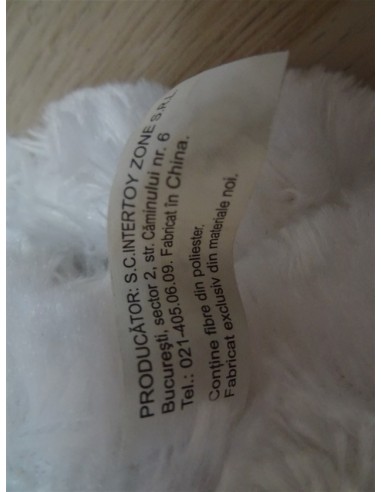 PRODUCĂTOR: S.C.INTERTOY ZONE S.R.L.
Bucureşti, sector 2, str. Căminului nr. 6
Tel.: 021-405.06.09. Fabricat în China.
Conţine fibre din poliester.
Fabricat exclusiv din materiale noi.